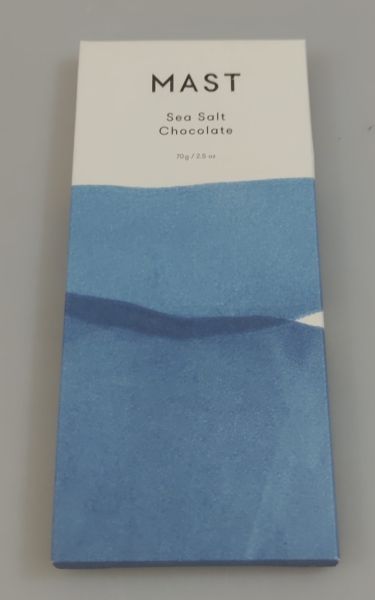 MAST
Sea Salt
Chocolate
70g / 2.5 oz